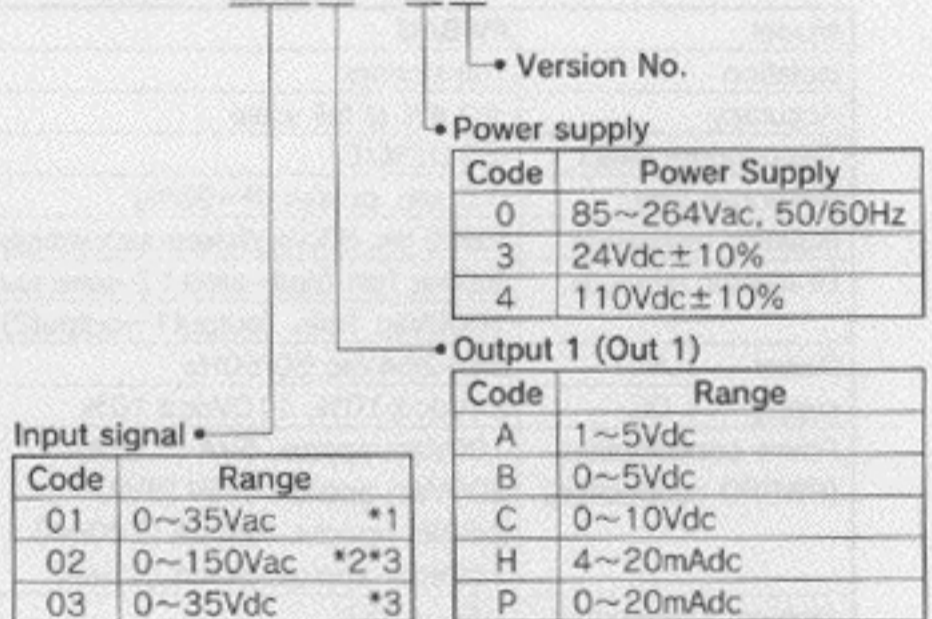 Version No.
Power supply
Code Power Supply
0 85~264Vac, 50/60Hz
3 24Vdc±10%
4 110Vdc±10%
Output 1 (Out 1)
Code Range
A 1~5Vdc
B 0~5Vdc
C 0~10Vdc
H 4~20mAdc
P 0~20mAdc
Input signal
Code Range
01 0~35Vac *1
02 0~150Vac *2*3
03 0~35Vdc *3